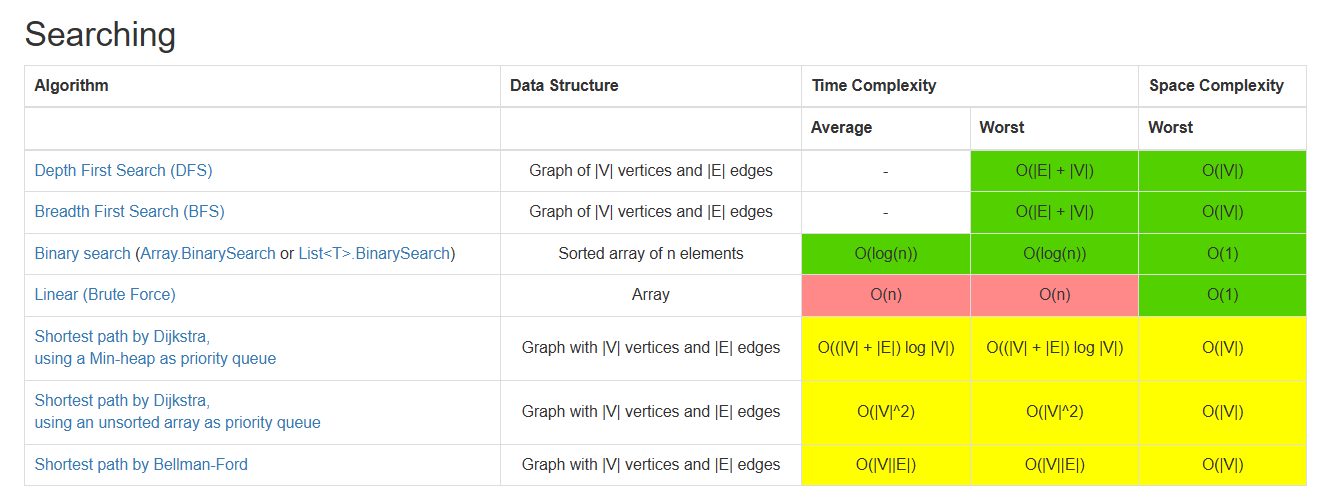 Searching
Algorithm Data Structure Time Complexity Space Complexity
Average Worst Worst
Depth First Search (DFS) Graph of |V| vertices and |E| edges - O(|E| + |V|) O(|V|)
Breadth First Search (BFS) Graph of |V| vertices and |E| edges - O(|E| + |V|) O(|V|)
Binary search (Array.BinarySearch or List<T>.BinarySearch) Sorted array of n elements O(log(n)) O(log(n)) O(1)
Linear (Brute Force) Array O(n) O(n) O(1)
Shortest path by Dijkstra,
using a Min-heap as priority queue Graph with |V| vertices and |E| edges O((|V| + |E|) log |V|) O((|V| + |E|) log |V|) O(|V|)
Shortest path by Dijkstra,
using an unsorted array as priority queue Graph with |V| vertices and |E| edges O(|V|^2) O(|V|^2) O(|V|)
Shortest path by Bellman-Ford Graph with |V| vertices and |E| edges O(|V||E|) O(|V||E|) O(|V|)